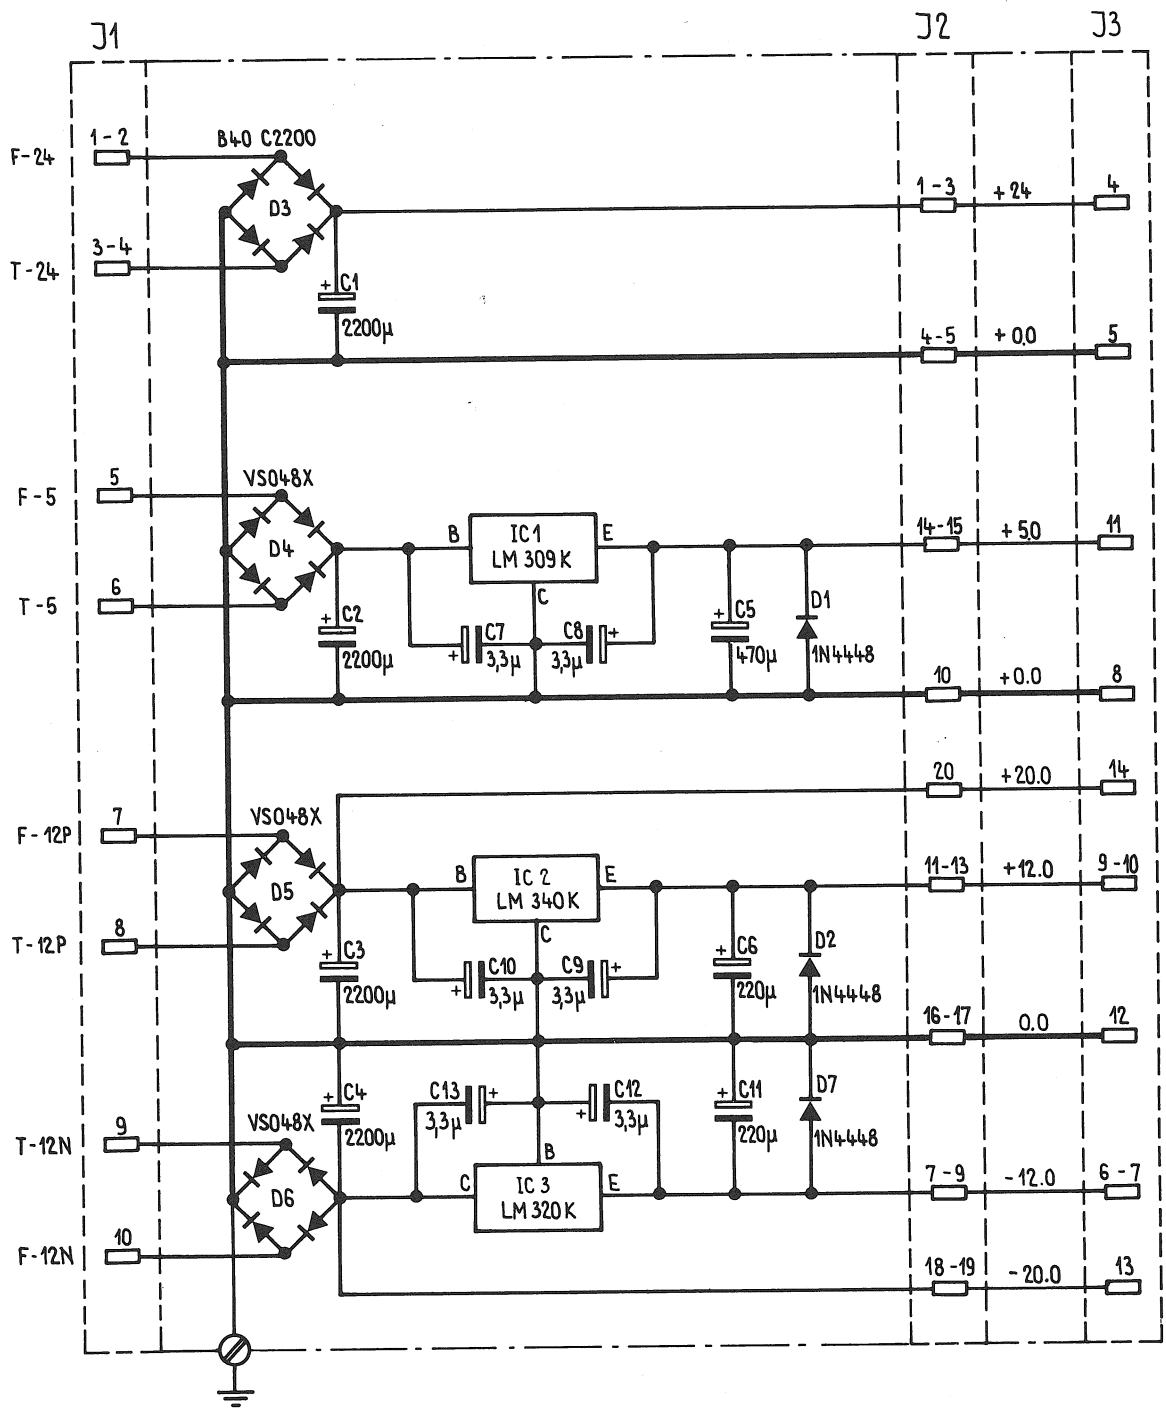 J1 J2 J3
1-2 B40 C2200
F-24
D3
1-3 +24 4
3-4
T-24
+ C1
2200µ
4-5 +0.0 5
5 VS048X
F-5
D4
B IC1 E
LM 309K
14-15 +5.0 11
6
T-5
C
+ C2
2200µ
+ C7
3,3µ
C8 +
3,3µ
+ C5
470µ
D1
1N4448
10 +0.0 8
20 +20.0 14
7 VS048X
F-12P
D5
B IC 2 E
LM 340K
11-13 +12.0 9-10
8
T-12P
C
+ C3
2200µ
+ C10
3,3µ
C9 +
3,3µ
+ C6
220µ
D2
1N4448
16-17 0.0 12
+ C4
2200µ
C13 +
3,3µ
+ C12
3,3µ
+ C11
220µ
D7
1N4448
9 VS048X
T-12N
D6
B
C IC 3 E
LM 320K
7-9 -12.0 6-7
10
F-12N
18-19 -20.0 13